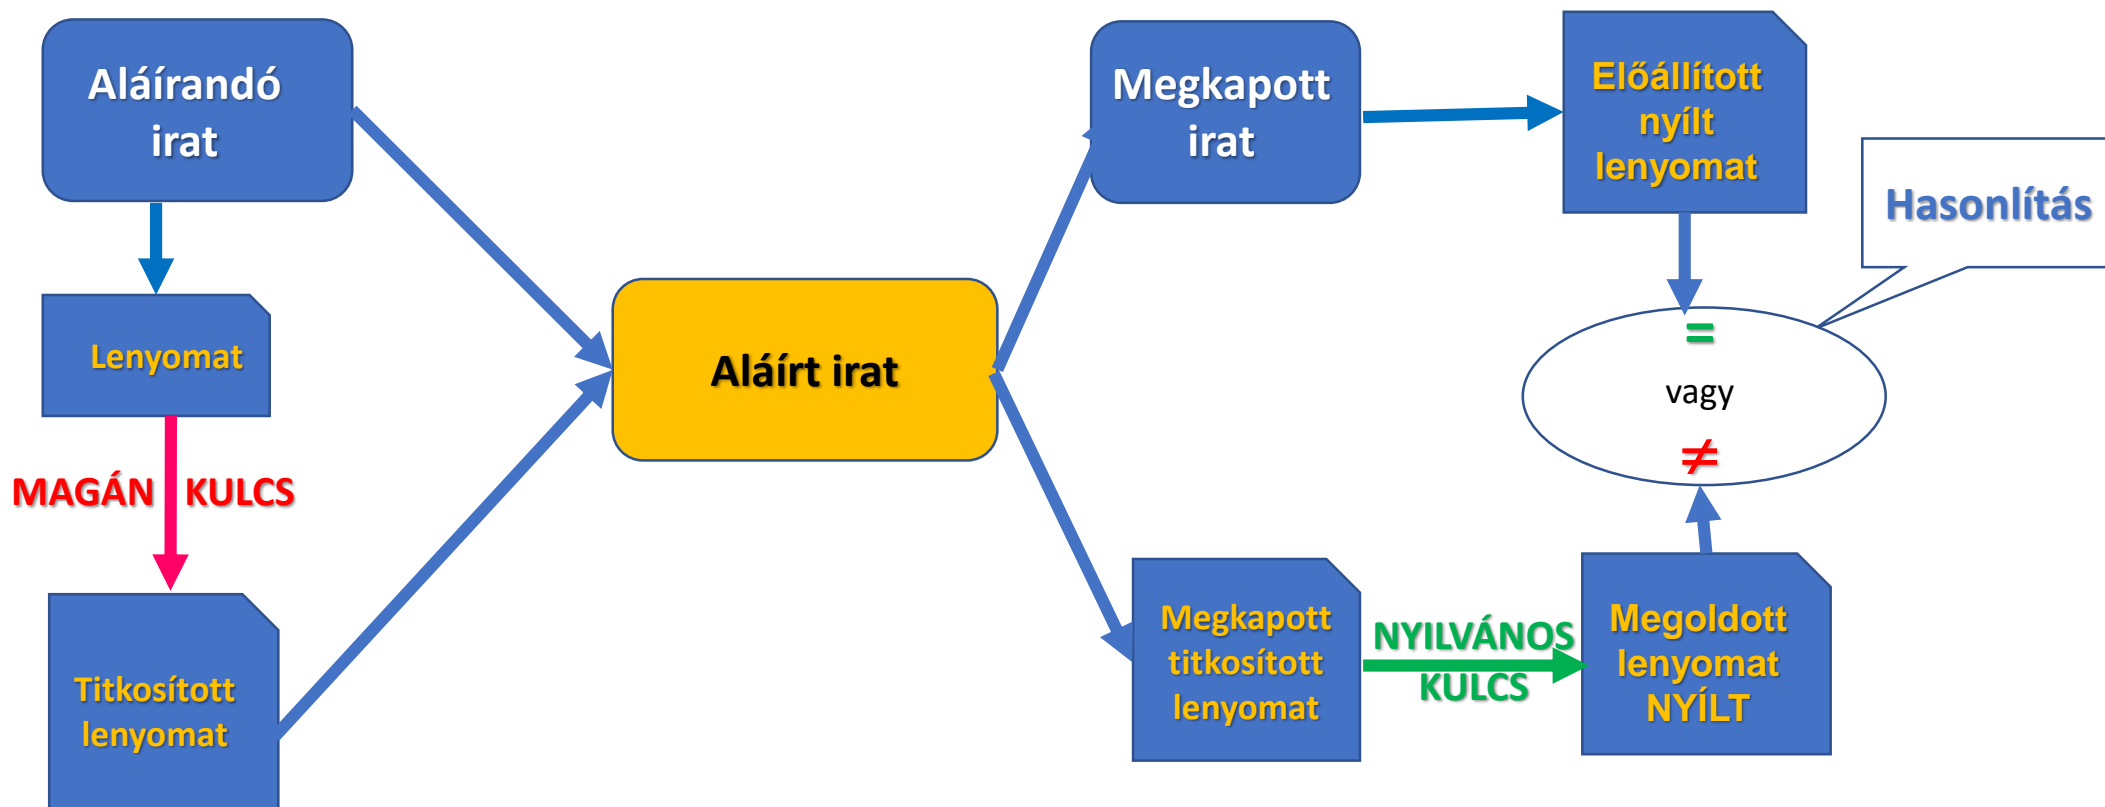 Aláírandó
irat
Lenyomat
MAGÁN KULCS
Titkosított
lenyomat
Aláírt irat
Megkapott
irat
Előállított
nyílt
lenyomat
Hasonlítás
=
vagy
≠
Megkapott
titkosított
lenyomat
NYILVÁNOS
KULCS
Megoldott
lenyomat
NYÍLT